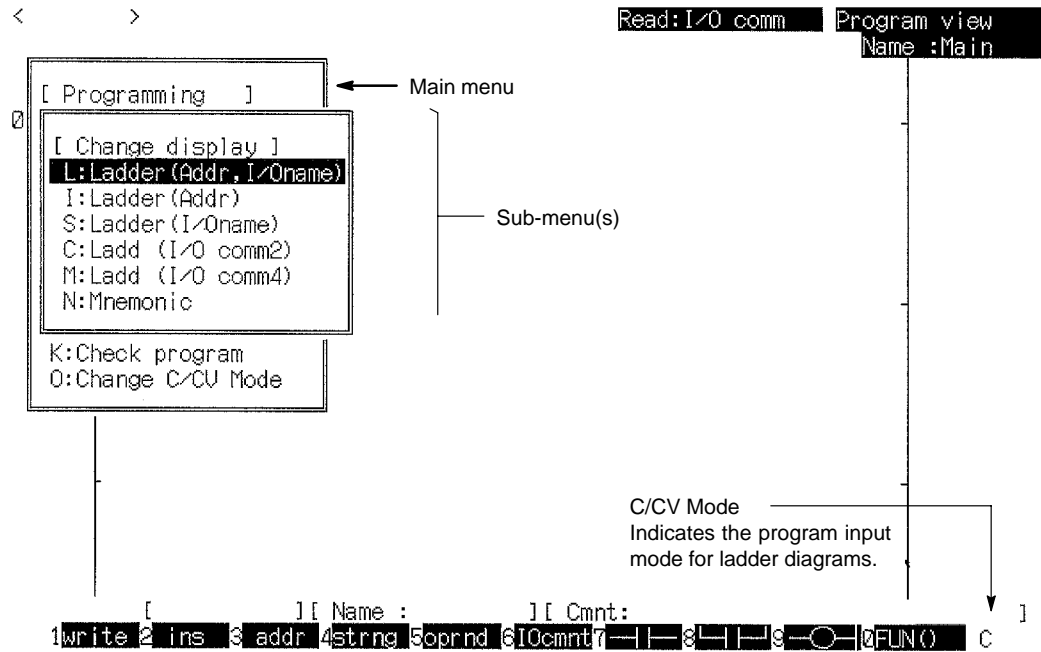 < > Read:I/O comm Program view
Name :Main
[ Programming ] Main menu
0
[ Change display ]
L:Ladder(Addr,I/Oname)
I:Ladder(Addr)
S:Ladder(I/Oname) Sub-menu(s)
C:Ladd (I/O comm2)
M:Ladd (I/O comm4)
N:Mnemonic
K:Check program
O:Change C/CV Mode
C/CV Mode
Indicates the program input
mode for ladder diagrams.
[ ][ Name : ][ Cmnt: ]
1write 2 ins 3 addr 4strng 5oprnd 6IOcmnt7 8 9 0FUN() C